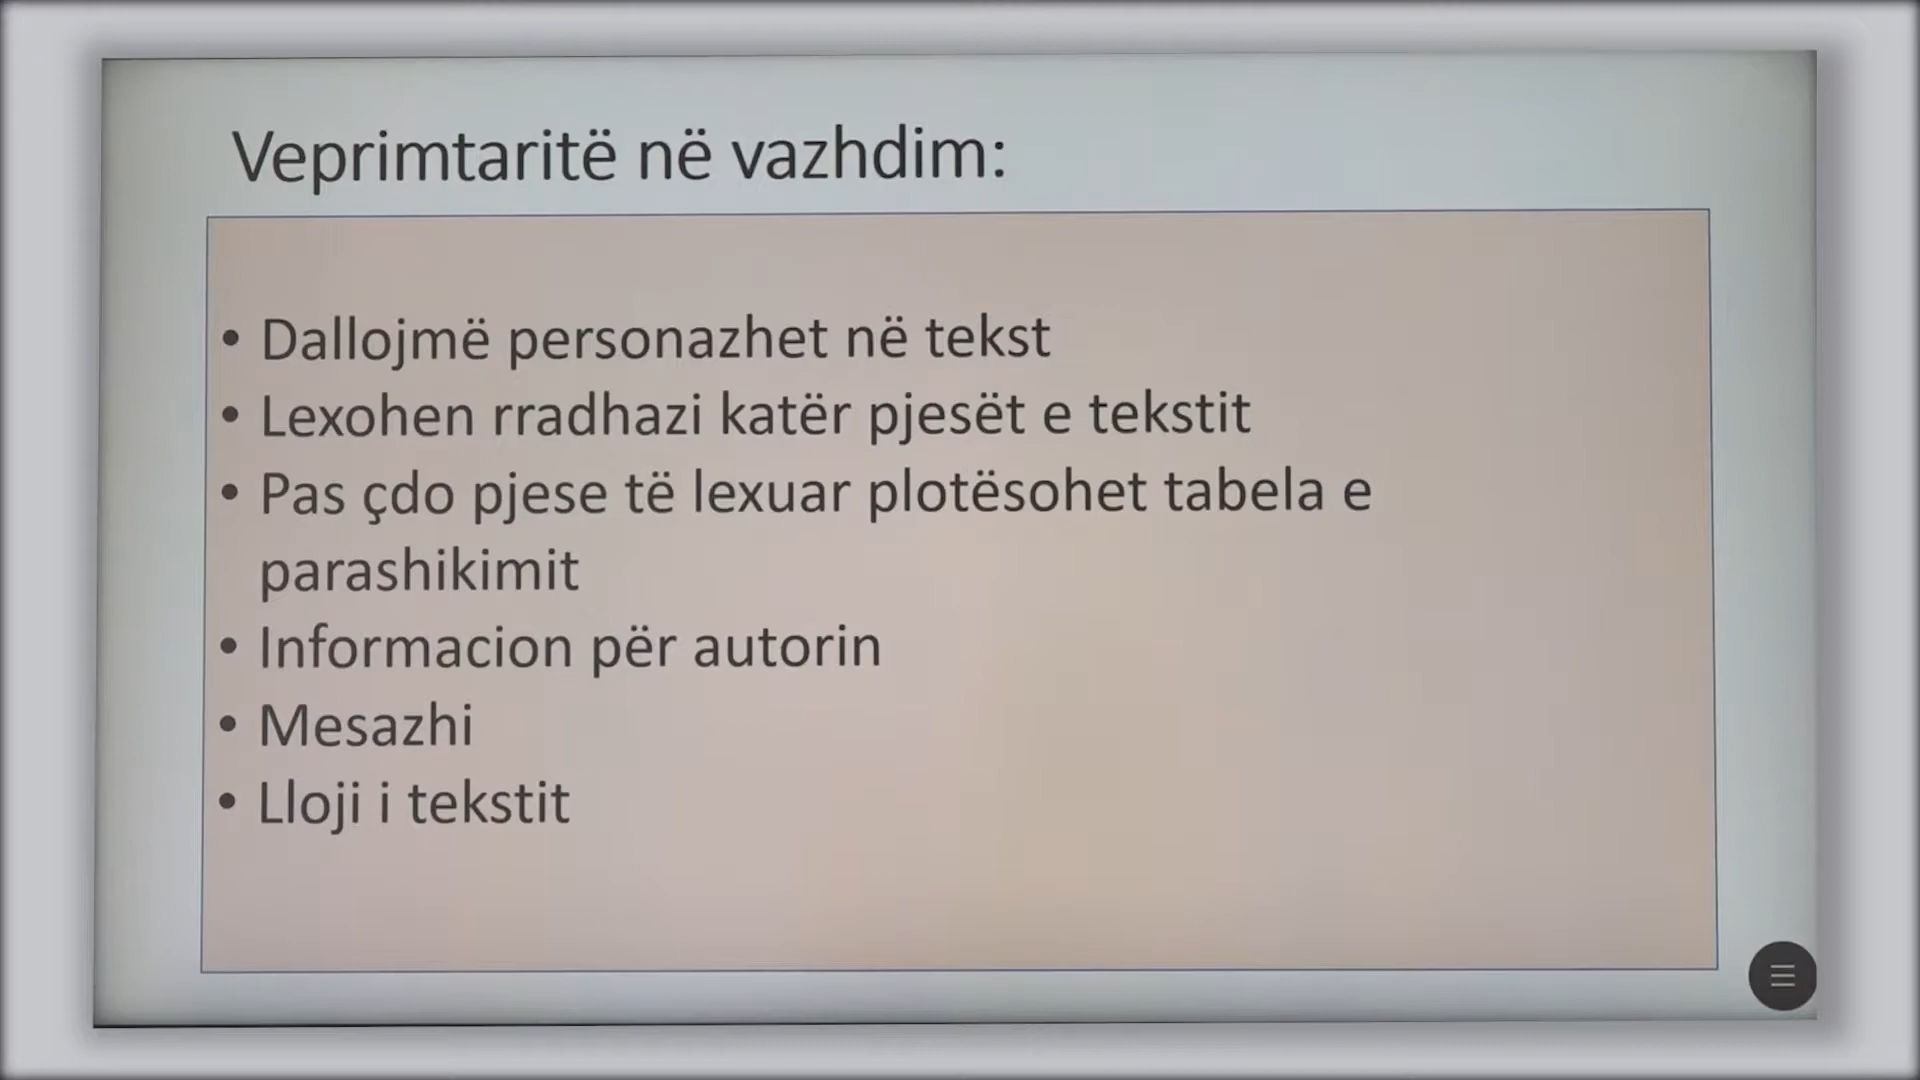 Veprimtaritë në vazhdim:
• Dallojmë personazhet në tekst
• Lexohen rradhazi katër pjesët e tekstit
• Pas çdo pjese të lexuar plotësohet tabela e
parashikimit
• Informacion për autorin
• Mesazhi
• Lloji i tekstit